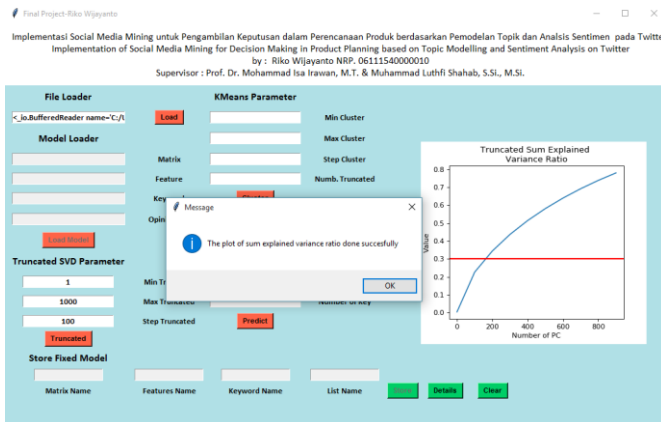 Final Project-Riko Wijayanto
Implementasi Social Media Mining untuk Pengambilan Keputusan dalam Perencanaan Produk berdasarkan Pemodelan Topik dan Analsis Sentimen pada Twitte
Implementation of Social Media Mining for Decision Making in Product Planning based on Topic Modelling and Sentiment Analysis on Twitter
by : Riko Wijayanto NRP. 06111540000010
Supervisor : Prof. Dr. Mohammad Isa Irawan, M.T. & Muhammad Luthfi Shahab, S.Si., M.Si.
File Loader
KMeans Parameter
<_io.BufferedReader name='C:/U
Load
Min Cluster
Model Loader
Max Cluster
Matrix
Step Cluster
Feature
Numb. Truncated
Message
The plot of sum explained variance ratio done succesfully
OK
Load Model
Truncated SVD Parameter
1
Min Tr
1000
Max Truncated
Number of Key
100
Step Truncated
Predict
Truncated
Store Fixed Model
Matrix Name
Features Name
Keyword Name
List Name
Store
Details
Clear
Truncated Sum Explained
Variance Ratio
Value
0.8
0.7
0.6
0.5
0.4
0.3
0.2
0.1
0.0
0 200 400 600 800
Number of PC